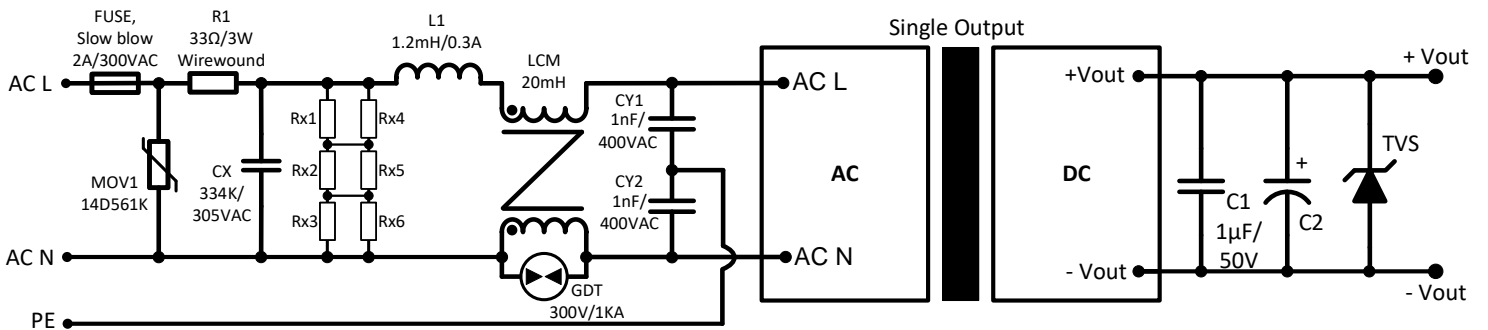 FUSE,
Slow blow
2A/300VAC
R1
33Ω/3W
Wirewound
L1
1.2mH/0.3A
LCM
20mH
Single Output
AC L
MOV1
14D561K
CX
334K/
305VAC
Rx1
Rx4
Rx2
Rx5
Rx3
Rx6
CY1
1nF/
400VAC
CY2
1nF/
400VAC
GDT
300V/1KA
AC N
PE
AC L
AC
AC N
+Vout
DC
- Vout
C1
1µF/
50V
+
C2
TVS
+ Vout
- Vout